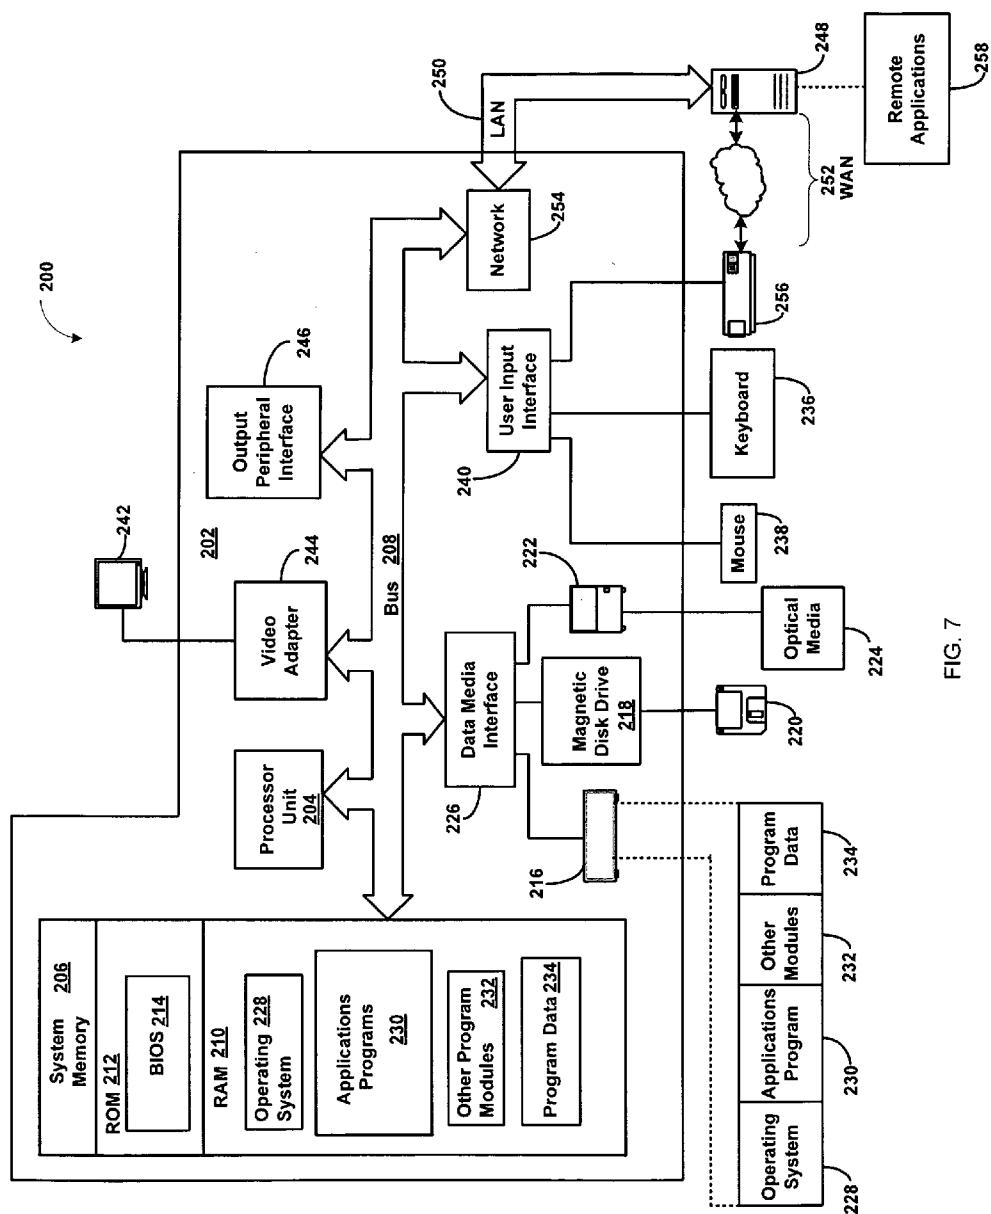 200
242
202
System
Memory
206
ROM 212
BIOS 214
RAM 210
Operating 228
System
Applications
Programs
230
Other Program
Modules 232
Program Data 234
Processor
Unit 204
Video
Adapter
244
Output
Peripheral
Interface
246
Bus 208
Data Media
Interface
226
User Input
Interface
240
Network
254
LAN
250
216
Magnetic
Disk Drive
218
222
Optical
Media
224
220
Mouse
238
Keyboard
236
256
252
WAN
248
Remote
Applications
258
Operating
System
228
Applications
Program
230
Other
Modules
232
Program
Data
234
FIG. 7